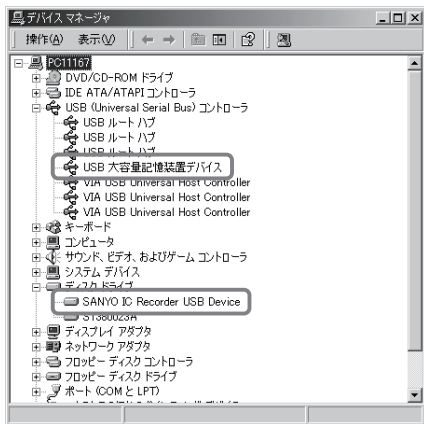 デバイス マネージャ
操作(A) 表示(V)
PC11167
DVD/CD-ROM ドライブ
IDE ATA/ATAPI コントローラ
USB (Universal Serial Bus) コントローラ
USB ルート ハブ
USB ルート ハブ
USB ルート ハブ
USB 大容量記憶装置デバイス
VIA USB Universal Host Controller
VIA USB Universal Host Controller
VIA USB Universal Host Controller
キーボード
コンピュータ
サウンド、ビデオ、およびゲーム コントローラ
システム デバイス
ディスク ドライブ
SANYO IC Recorder USB Device
ST380023A
ディスプレイ アダプタ
ネットワーク アダプタ
フロッピー ディスク コントローラ
フロッピー ディスク ドライブ
ポート (COM と LPT)